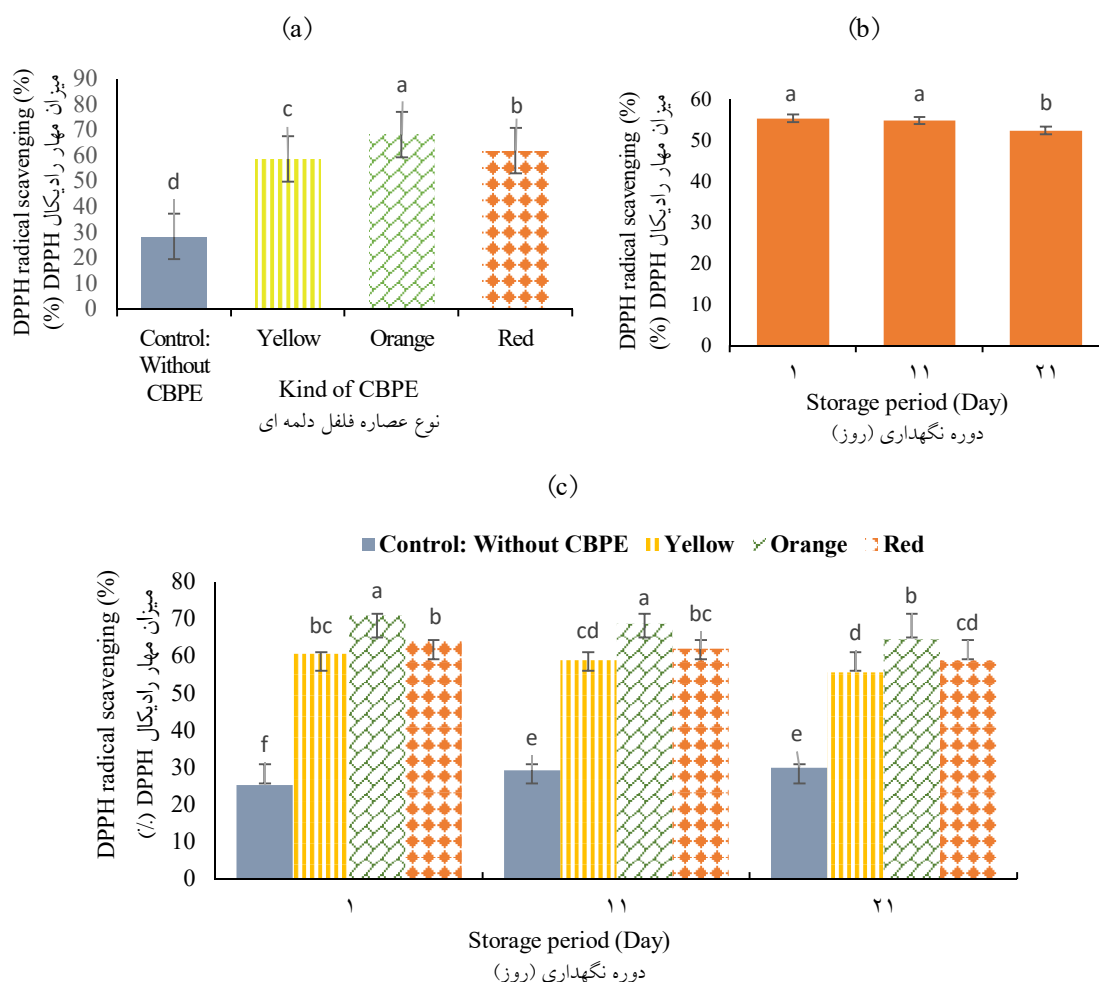 (a)
DPPH radical scavenging (%)
میزان مهار رادیکال DPPH (%)
90
80
70
60
50
40
30
20
10
0
d
c
a
b
Control:
Without
CBPE
Yellow
Orange
Red
Kind of CBPE
نوع عصاره فلفل دلمه ای
(b)
DPPH radical scavenging (%)
میزان مهار رادیکال DPPH (%)
60
50
40
30
20
10
0
a
a
b
۱
۱۱
۲۱
Storage period (Day)
دوره نگهداری (روز)
(c)
Control: Without CBPE
Yellow
Orange
Red
DPPH radical scavenging (%)
میزان مهار رادیکال DPPH (٪)
80
70
60
50
40
30
20
10
0
f
bc
a
b
e
cd
a
bc
e
d
b
cd
۱
۱۱
۲۱
Storage period (Day)
دوره نگهداری (روز)